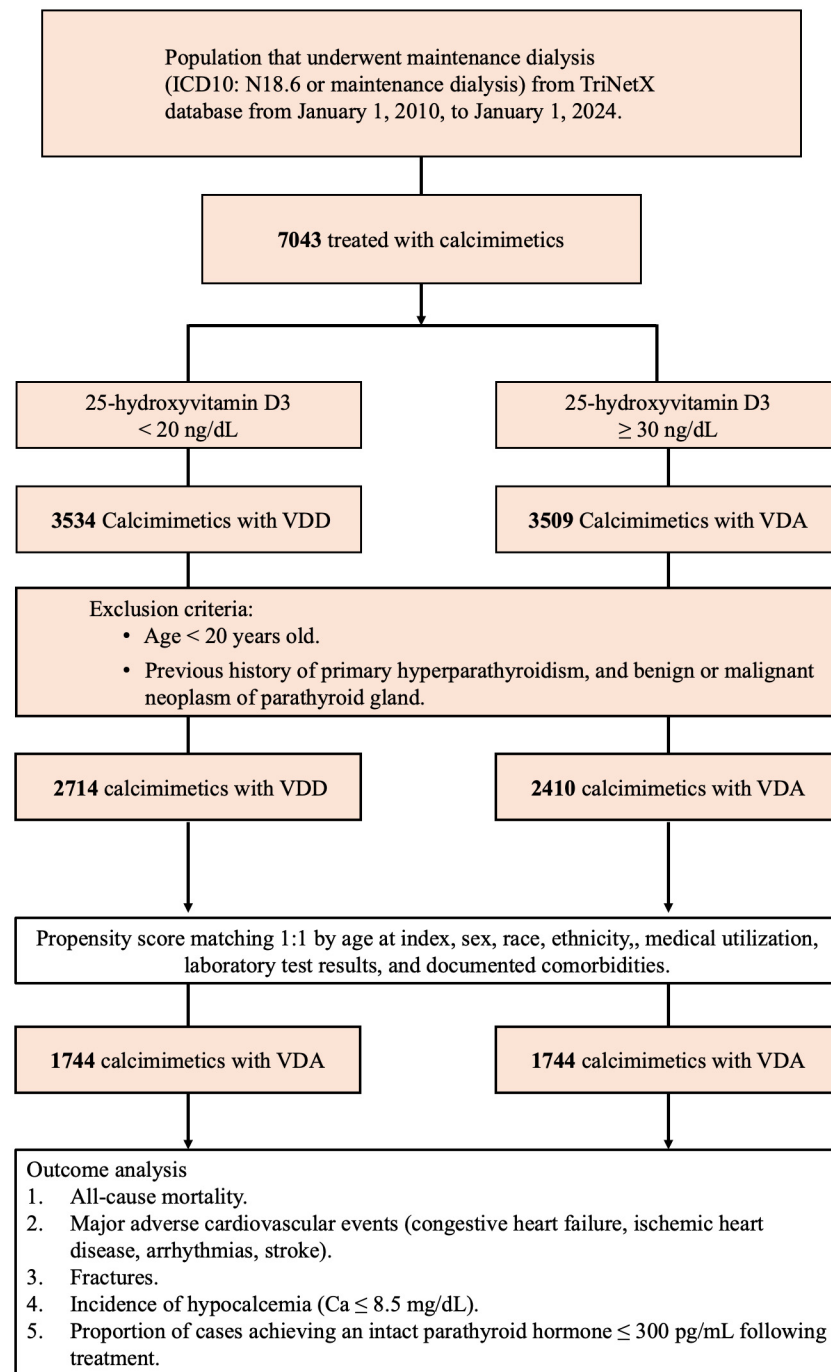 Population that underwent maintenance dialysis
(ICD10: N18.6 or maintenance dialysis) from TriNetX
database from January 1, 2010, to January 1, 2024.
7043 treated with calcimimetics
25-hydroxyvitamin D3
< 20 ng/dL
25-hydroxyvitamin D3
≥ 30 ng/dL
3534 Calcimimetics with VDD
3509 Calcimimetics with VDA
Exclusion criteria:
• Age < 20 years old.
• Previous history of primary hyperparathyroidism, and benign or malignant
neoplasm of parathyroid gland.
2714 calcimimetics with VDD
2410 calcimimetics with VDA
Propensity score matching 1:1 by age at index, sex, race, ethnicity,, medical utilization,
laboratory test results, and documented comorbidities.
1744 calcimimetics with VDA
1744 calcimimetics with VDA
Outcome analysis
1. All-cause mortality.
2. Major adverse cardiovascular events (congestive heart failure, ischemic heart
disease, arrhythmias, stroke).
3. Fractures.
4. Incidence of hypocalcemia (Ca ≤ 8.5 mg/dL).
5. Proportion of cases achieving an intact parathyroid hormone ≤ 300 pg/mL following
treatment.